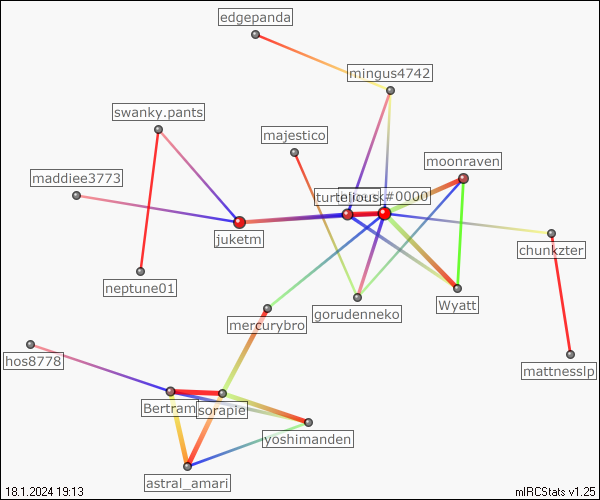 edgepanda
mingus4742
swanky.pants
majestico
moonraven
maddiee3773
#0000
juketm
chunkzter
neptune01
gorudenneko
Wyatt
mercurybro
hos8778
mattnesslp
Bertram
sorapie
yoshimanden
astral_amari
18.1.2024 19:13
mIRCStats v1.25